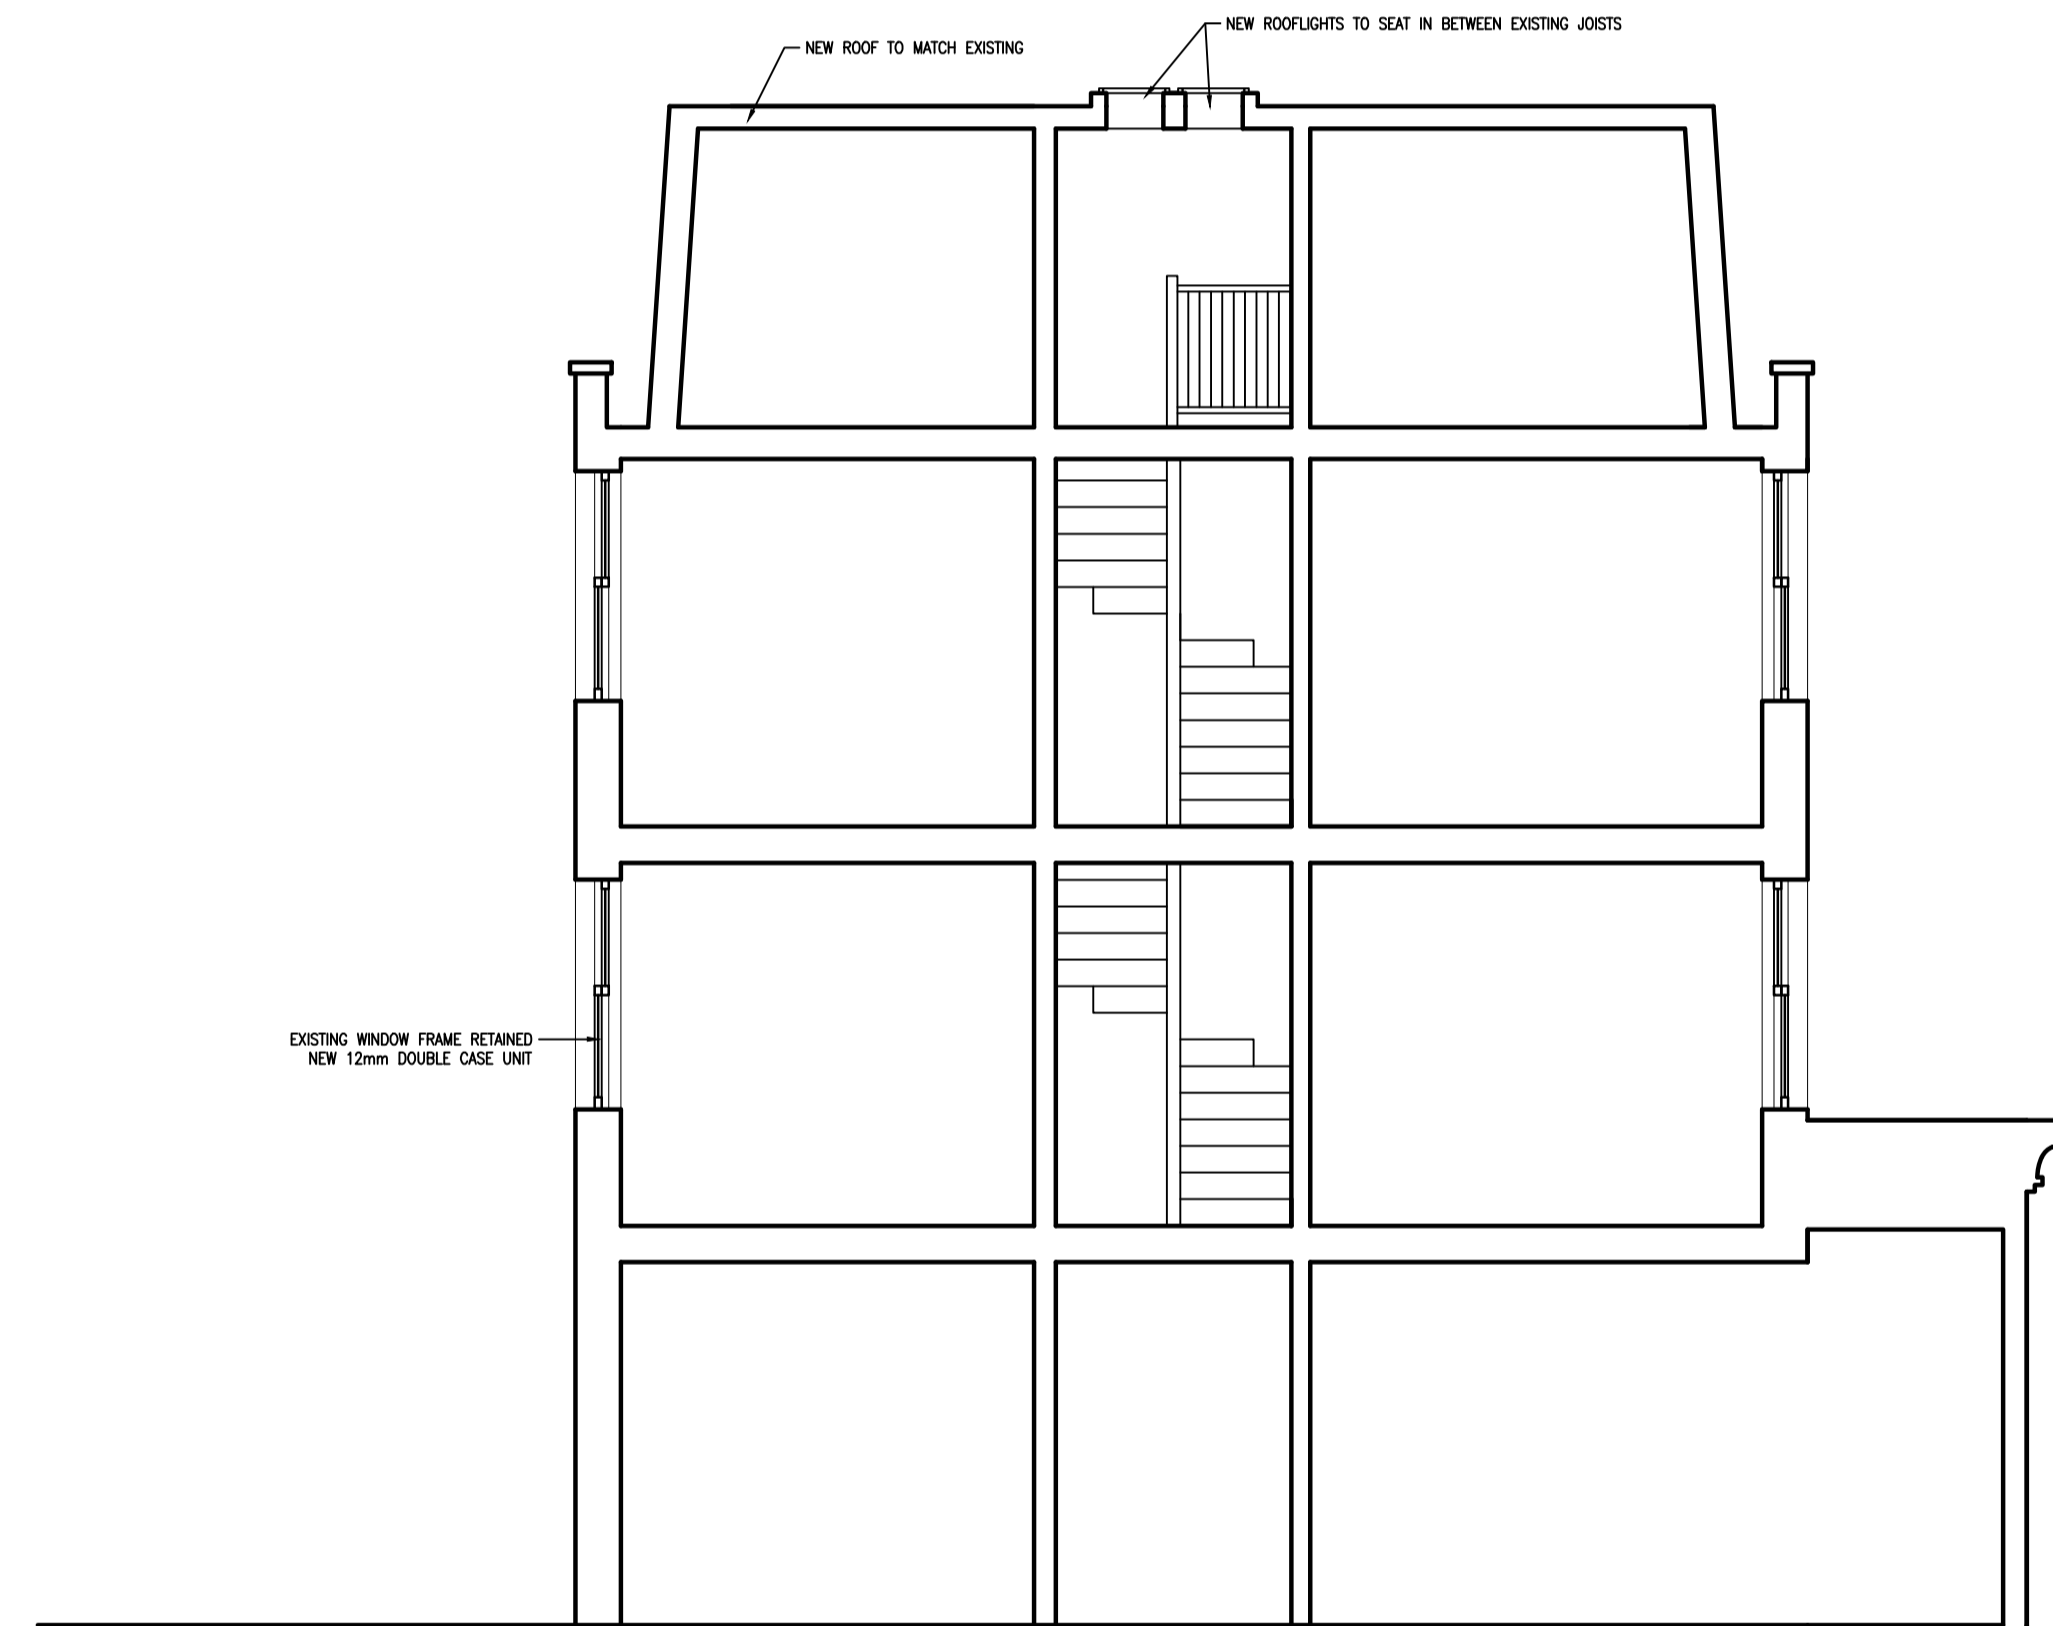 NEW ROOFLIGHTS TO SEAT IN BETWEEN EXISTING JOISTS
NEW ROOF TO MATCH EXISTING
EXISTING WINDOW FRAME RETAINED
NEW 12mm DOUBLE CASE UNIT